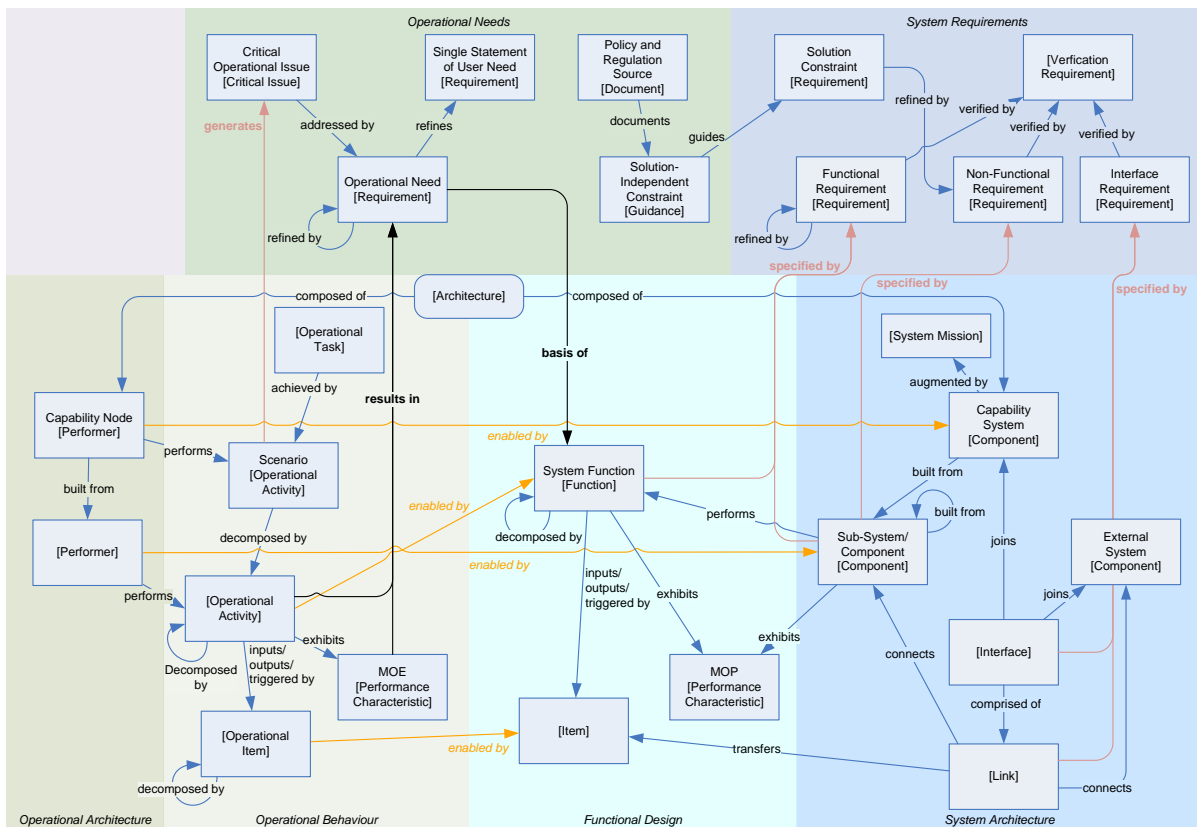 Operational Needs
System Requirements
Critical
Operational Issue
[Critical Issue]
Single Statement
of User Need
[Requirement]
Policy and
Regulation
Source
[Document]
Solution
Constraint
[Requirement]
[Verfication
Requirement]
generates
addressed by
refines
documents
guides
refined by
verified by
verified by
verified by
Operational Need
[Requirement]
Solution-
Independent
Constraint
[Guidance]
Functional
Requirement
[Requirement]
Non-Functional
Requirement
[Requirement]
Interface
Requirement
[Requirement]
refined by
refined by
specified by
specified by
specified by
composed of
[Architecture]
composed of
[Operational
Task]
[System Mission]
basis of
achieved by
augmented by
results in
Capability Node
[Performer]
Capability
System
[Component]
enabled by
performs
Scenario
[Operational
Activity]
System Function
[Function]
built from
built from
enabled by
performs
built from
decomposed by
decomposed by
[Performer]
Sub-System/
Component
[Component]
External
System
[Component]
joins
enabled by
inputs/
outputs/
triggered by
performs
[Operational
Activity]
exhibits
joins
exhibits
exhibits
Decomposed
by
inputs/
outputs/
triggered by
MOE
[Performance
Characteristic]
MOP
[Performance
Characteristic]
connects
[Interface]
comprised of
[Operational
Item]
enabled by
[Item]
transfers
[Link]
connects
decomposed by
Operational Architecture
Operational Behaviour
Functional Design
System Architecture